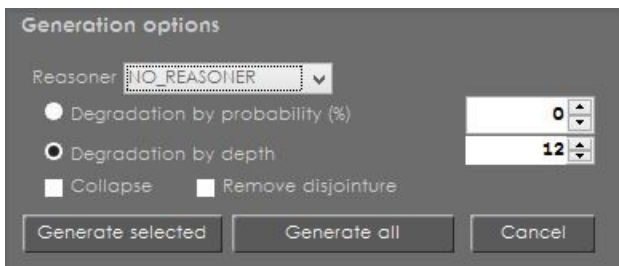 Generation options
Reasoner NO_REASONER
Degradation by probability (%) 0
Degradation by depth 12
Collapse Remove disjointure
Generate selected Generate all Cancel